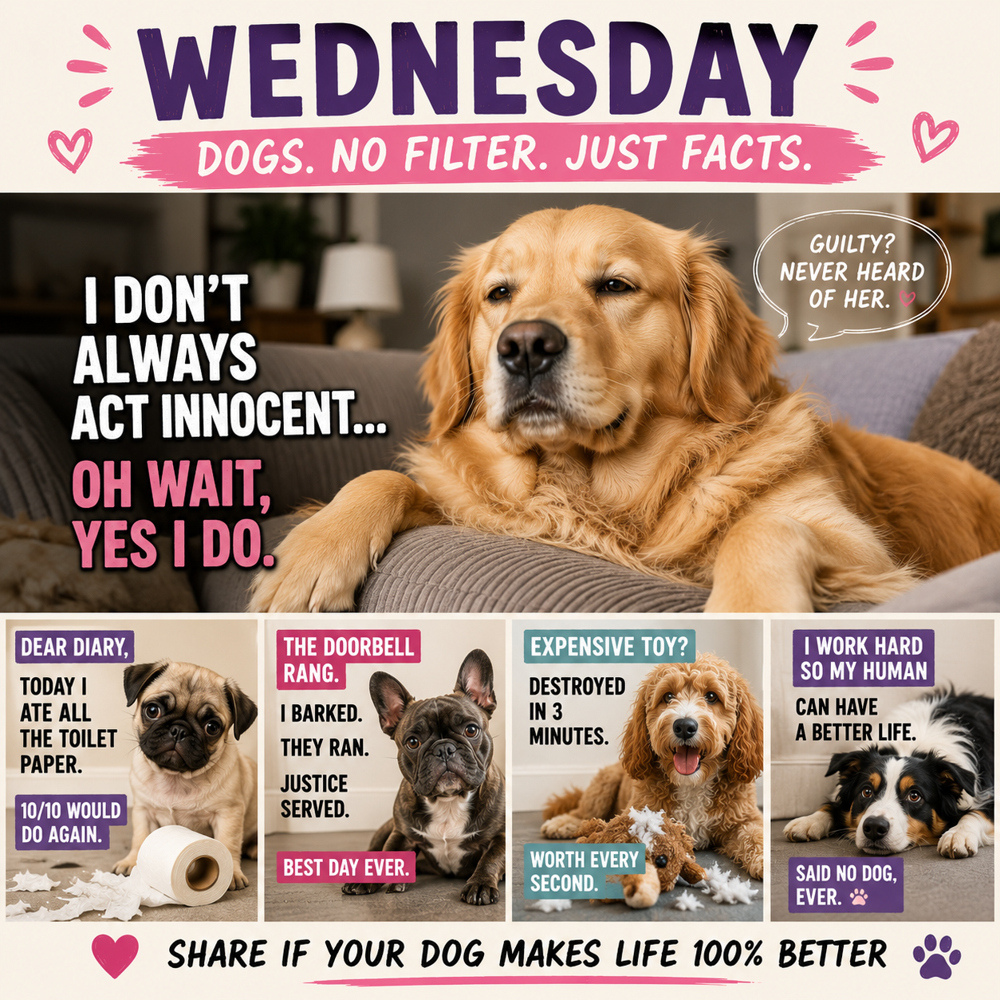 WEDNESDAY
DOGS. NO FILTER. JUST FACTS.
I DON'T
ALWAYS
ACT INNOCENT...
OH WAIT,
YES I DO.
GUILTY?
NEVER HEARD
OF HER.
DEAR DIARY,
TODAY I
ATE ALL
THE TOILET
PAPER.
10/10 WOULD
DO AGAIN.
THE DOORBELL
RANG.
I BARKED.
THEY RAN.
JUSTICE
SERVED.
BEST DAY EVER.
EXPENSIVE TOY?
DESTROYED
IN 3
MINUTES.
WORTH EVERY
SECOND.
I WORK HARD
SO MY HUMAN
CAN HAVE
A BETTER LIFE.
SAID NO DOG,
EVER.
SHARE IF YOUR DOG MAKES LIFE 100% BETTER